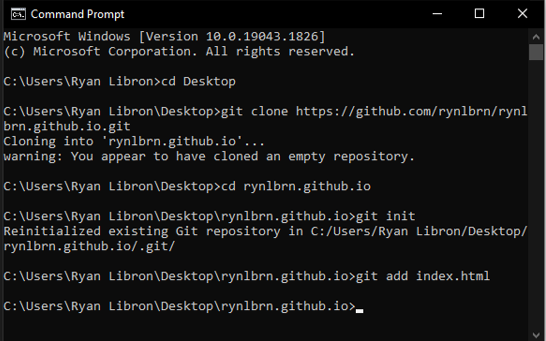 Command Prompt
Microsoft Windows [Version 10.0.19043.1826]
(c) Microsoft Corporation. All rights reserved.
C:\Users\Ryan Libron>cd Desktop
C:\Users\Ryan Libron\Desktop>git clone https://github.com/rynlbrn/rynl
brn.github.io.git
Cloning into 'rynlbrn.github.io'...
warning: You appear to have cloned an empty repository.
C:\Users\Ryan Libron\Desktop>cd rynlbrn.github.io
C:\Users\Ryan Libron\Desktop\rynlbrn.github.io>git init
Reinitialized existing Git repository in C:/Users/Ryan Libron/Desktop/
rynlbrn.github.io/.git/
C:\Users\Ryan Libron\Desktop\rynlbrn.github.io>git add index.html
C:\Users\Ryan Libron\Desktop\rynlbrn.github.io>